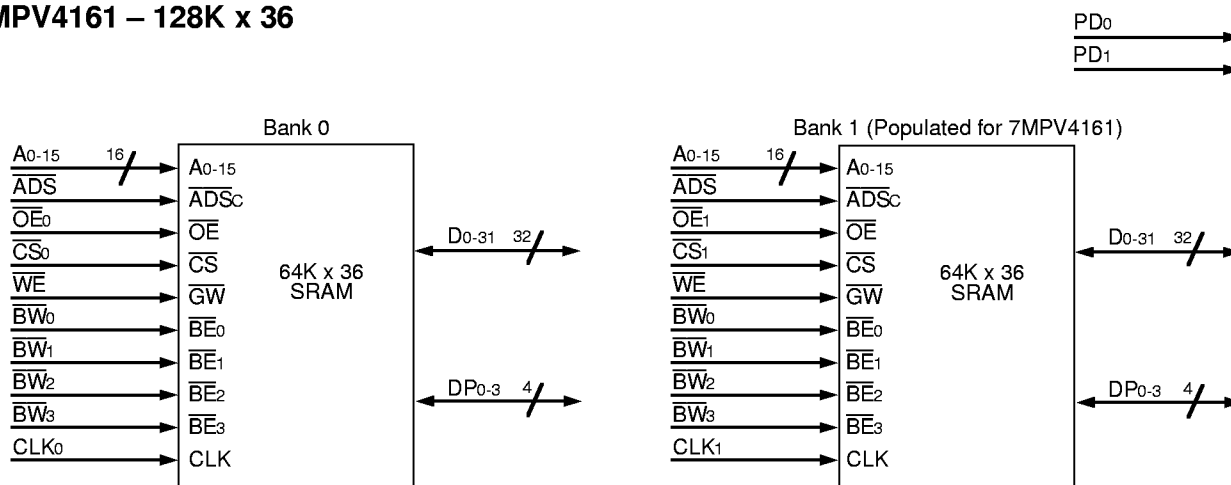 MPV4161 – 128K x 36
PD0
PD1
Bank 0
A0-15 16 A0-15
ADS ADSC
OE0 OE
CS0 CS
WE GW
BW0 BE0
BW1 BE1
BW2 BE2
BW3 BE3
CLK0 CLK
64K x 36
SRAM
D0-31 32
DP0-3 4
Bank 1 (Populated for 7MPV4161)
A0-15 16 A0-15
ADS ADSC
OE1 OE
CS1 CS
WE GW
BW0 BE0
BW1 BE1
BW2 BE2
BW3 BE3
CLK1 CLK
64K x 36
SRAM
D0-31 32
DP0-3 4